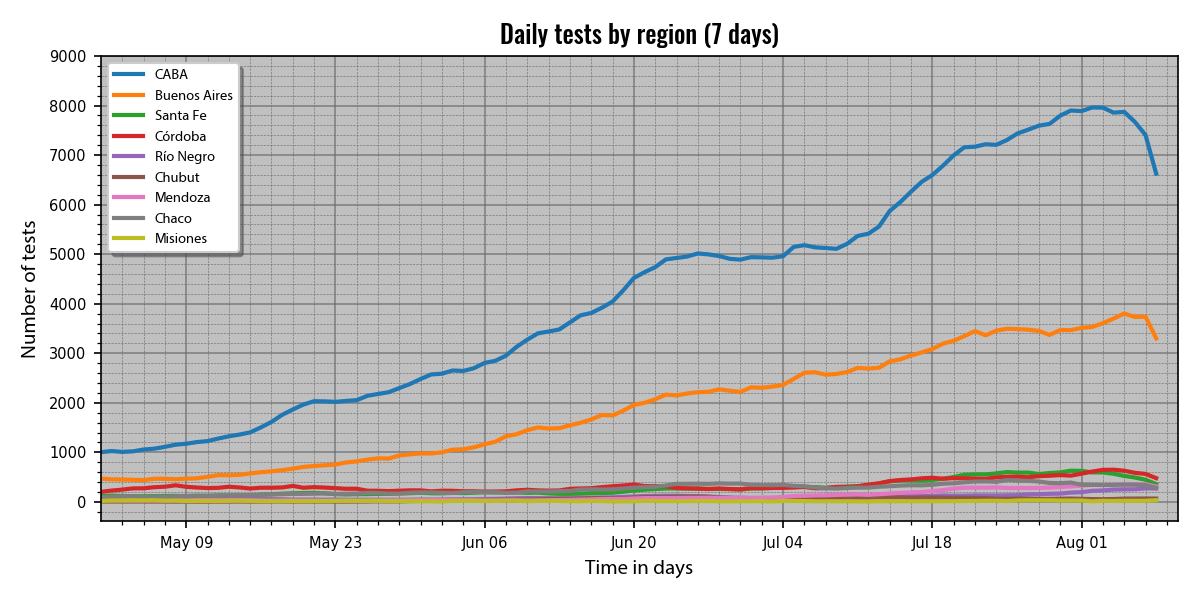 Daily tests by region (7 days)
Number of tests
9000
8000
7000
6000
5000
4000
3000
2000
1000
0
CABA
Buenos Aires
Santa Fe
Córdoba
Río Negro
Chubut
Mendoza
Chaco
Misiones
May 09
May 23
Jun 06
Jun 20
Jul 04
Jul 18
Aug 01
Time in days